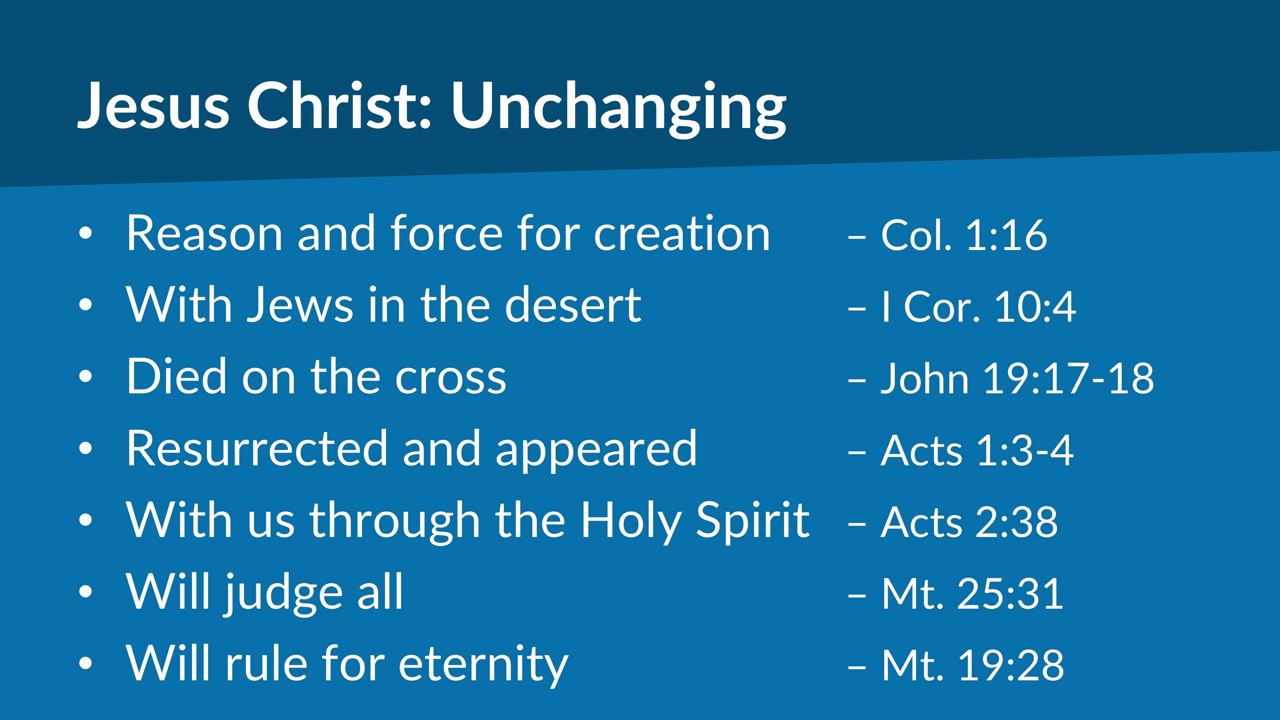 Jesus Christ: Unchanging
• Reason and force for creation – Col. 1:16
• With Jews in the desert – I Cor. 10:4
• Died on the cross – John 19:17-18
• Resurrected and appeared – Acts 1:3-4
• With us through the Holy Spirit – Acts 2:38
• Will judge all – Mt. 25:31
• Will rule for eternity – Mt. 19:28